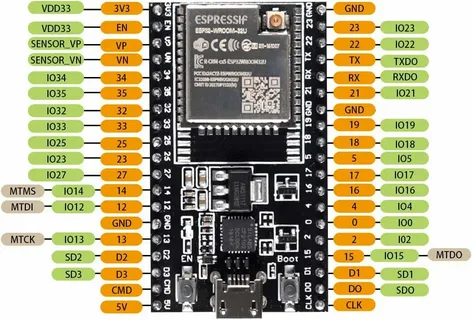 VDD33 3V3
VDD33 EN
SENSOR_VP VP
SENSOR_VN VN
IO34 34
IO35 35
IO32 32
IO33 33
IO25 25
IO23 23
IO27 27
MTMS IO14 14
MTDI IO12 12
GND
MTCK IO13 13
SD2 D2
SD3 D3
CMD
5V
ESPRESSIF
ESP32-WROOM-32U
EN
Boot
GND
23 IO23
22 IO22
TX TXDO
RX RXDO
21 IO21
GND
19 IO19
18 IO18
5 IO5
17 IO17
16 IO16
4 IO4
0 IO0
2 I02
15 IO15 MTDO
D1 SD1
DO SDO
CLK